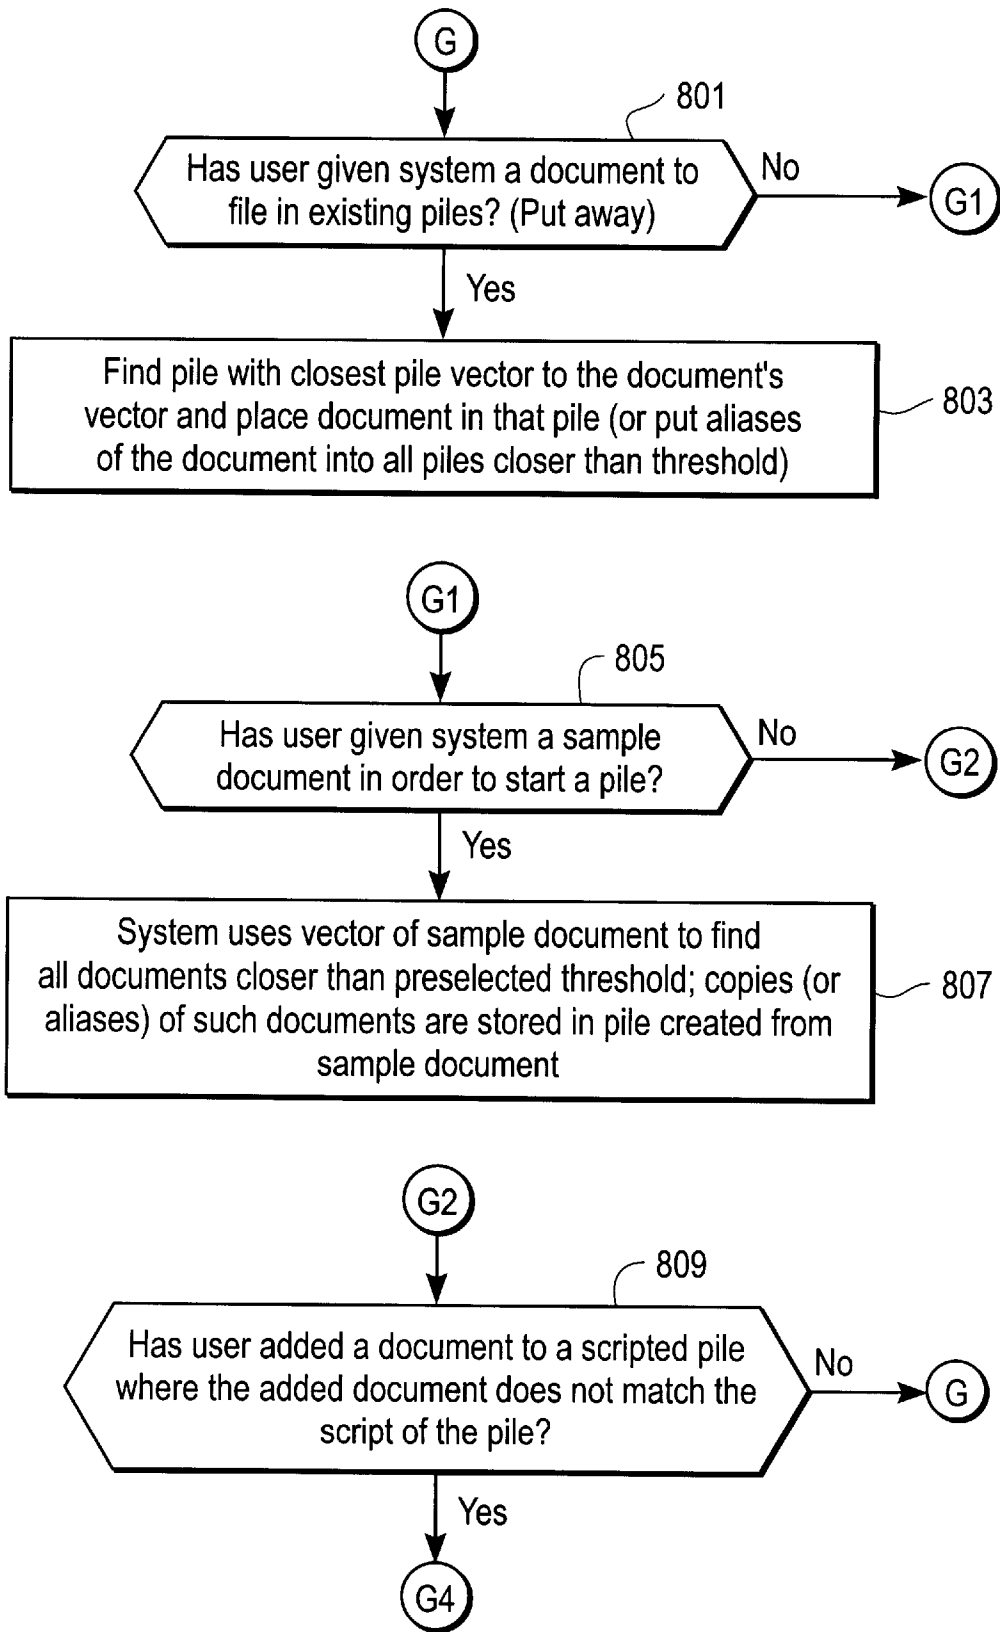 G
801
Has user given system a document to
file in existing piles? (Put away)
No
G1
Yes
Find pile with closest pile vector to the document's
vector and place document in that pile (or put aliases
of the document into all piles closer than threshold)
803
G1
805
Has user given system a sample
document in order to start a pile?
No
G2
Yes
System uses vector of sample document to find
all documents closer than preselected threshold; copies (or
aliases) of such documents are stored in pile created from
sample document
807
G2
809
Has user added a document to a scripted pile
where the added document does not match the
script of the pile?
No
G
Yes
G4